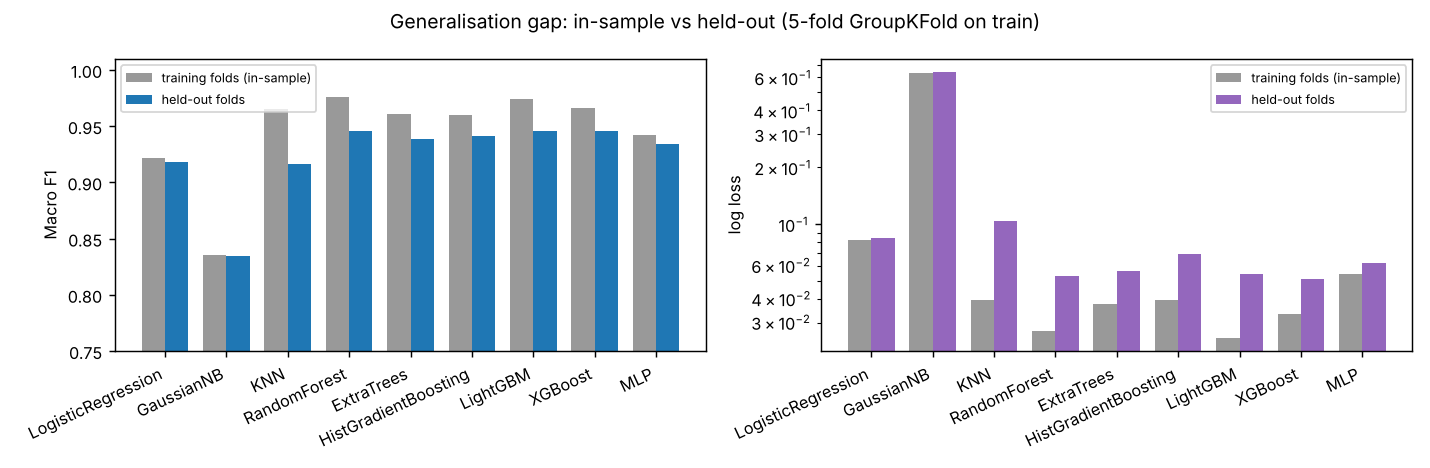 Generalisation gap: in-sample vs held-out (5-fold GroupKFold on train)
Macro F1
1.00
0.95
0.90
0.85
0.80
0.75
training folds (in-sample)
held-out folds
LogisticRegression
GaussianNB
KNN
RandomForest
ExtraTrees
HistGradientBoosting
LightGBM
XGBoost
MLP
log loss
6 × 10⁻¹
4 × 10⁻¹
3 × 10⁻¹
2 × 10⁻¹
10⁻¹
6 × 10⁻²
4 × 10⁻²
3 × 10⁻²
training folds (in-sample)
held-out folds
LogisticRegression
GaussianNB
KNN
RandomForest
ExtraTrees
HistGradientBoosting
LightGBM
XGBoost
MLP